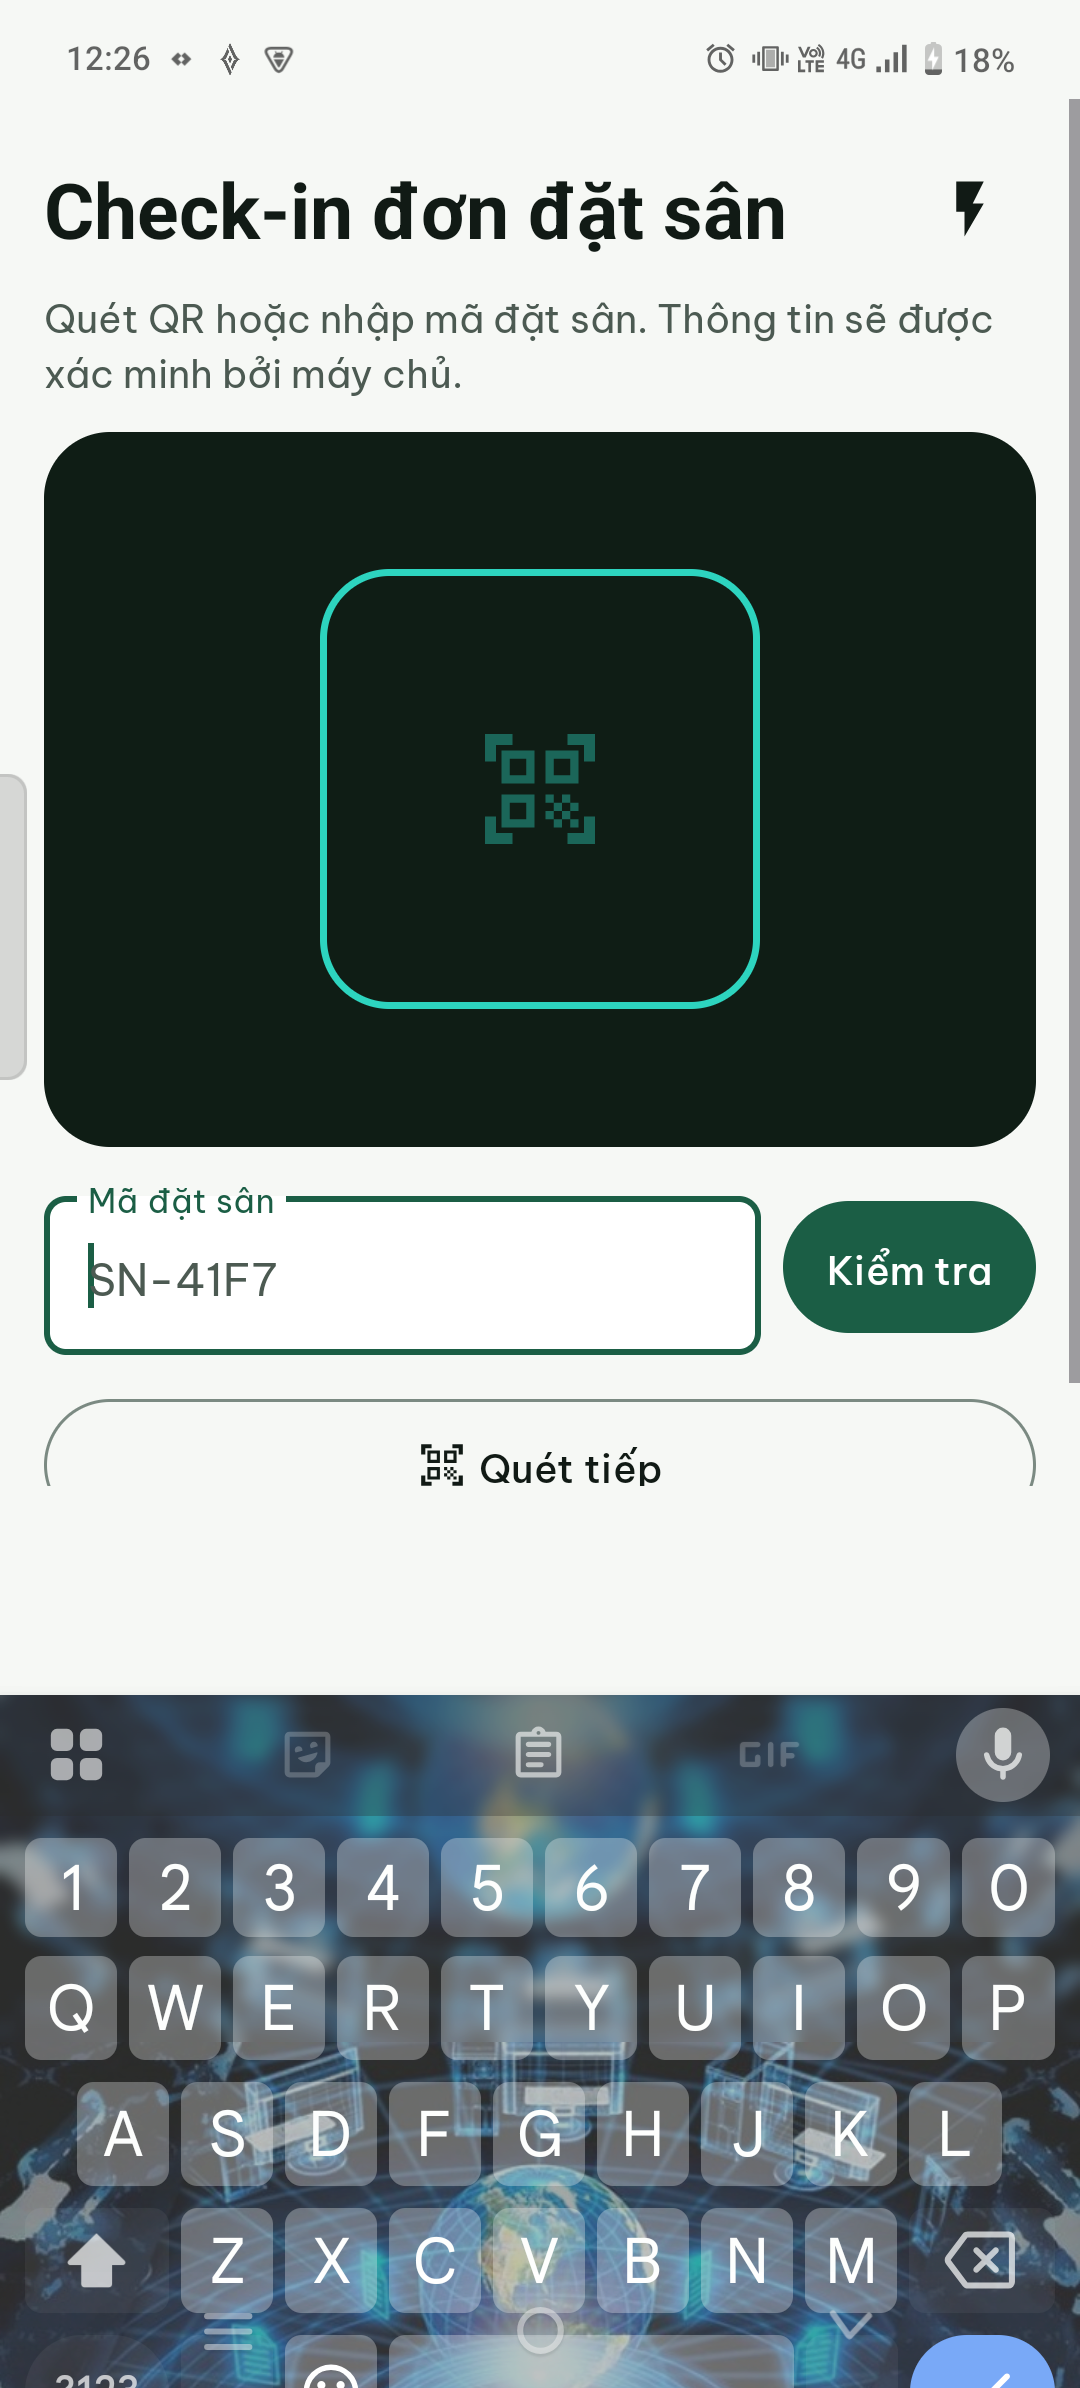 12:26 4G 18%
Check-in đơn đặt sân
Quét QR hoặc nhập mã đặt sân. Thông tin sẽ được
xác minh bởi máy chủ.
Mã đặt sân
SN-41F7
Kiểm tra
Quét tiếp
GIF
1 2 3 4 5 6 7 8 9 0
Q W E R T Y U I O P
A S D F G H J K L
Z X C V B N M